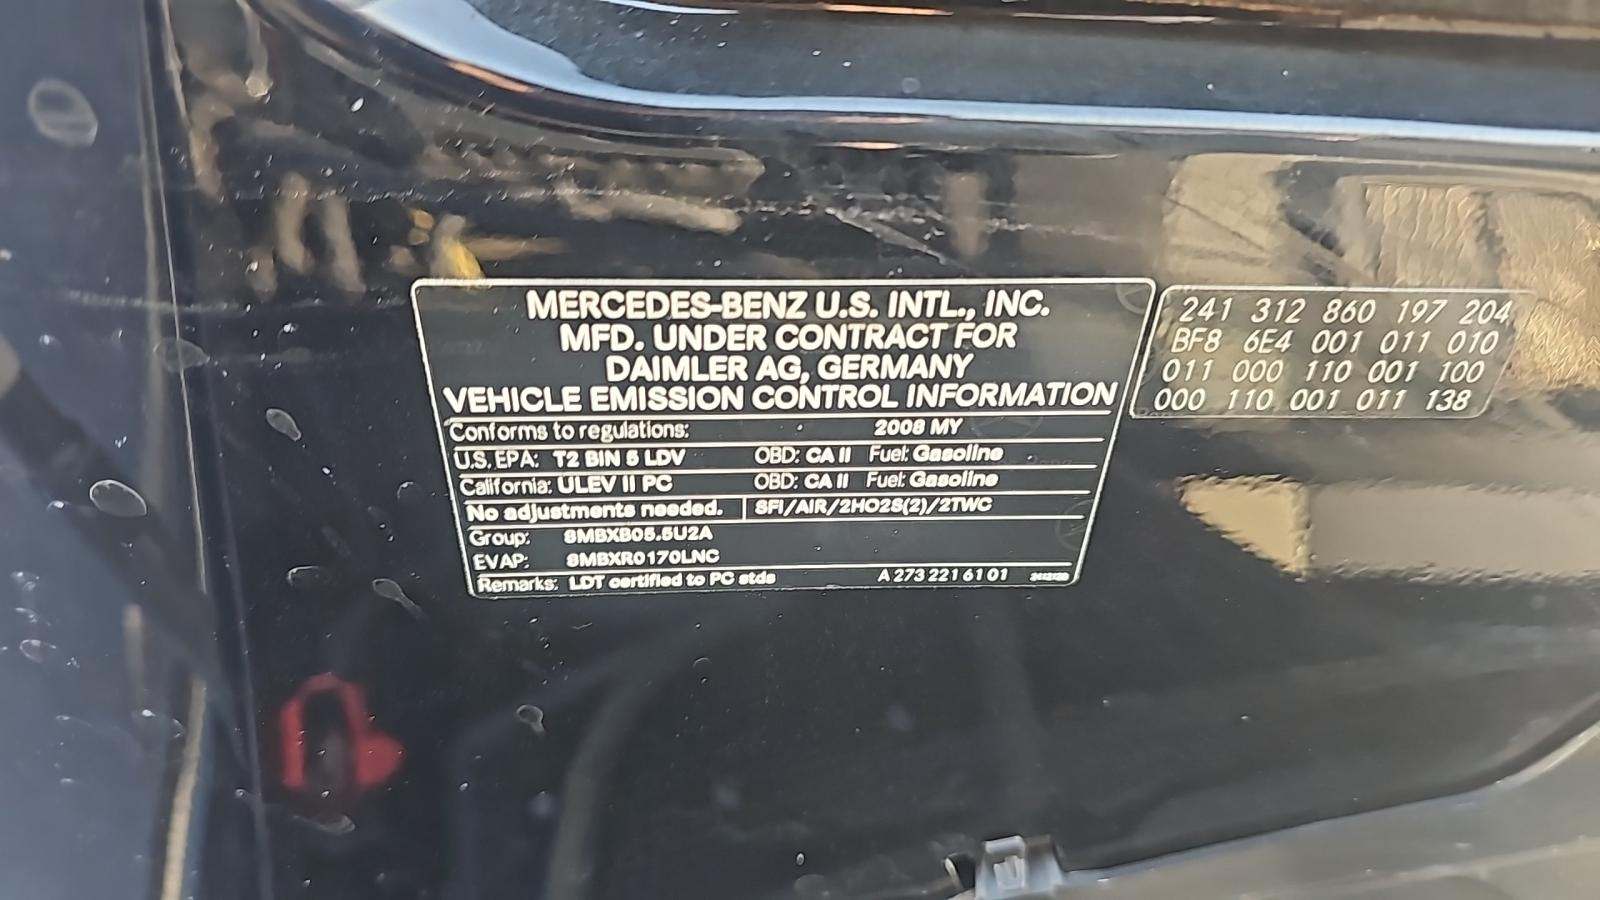 MERCEDES-BENZ U.S. INTL., INC.
MFD. UNDER CONTRACT FOR
DAIMLER AG, GERMANY
VEHICLE EMISSION CONTROL INFORMATION
Conforms to regulations: 2008 MY
U.S. EPA: T2 BIN 5 LDV OBD: CA II Fuel: Gasoline
California: ULEV II PC OBD: CA II Fuel: Gasoline
No adjustments needed. SFI/AIR/2HO2S(2)/2TWC
Group: 8MBXB05.5U2A
EVAP: 8MBXR0170LNC
Remarks: LDT certified to PC stds A 273 221 61 01
241 312 860 197 204
BF8 6E4 001 011 010
011 000 110 001 100
000 110 001 011 138